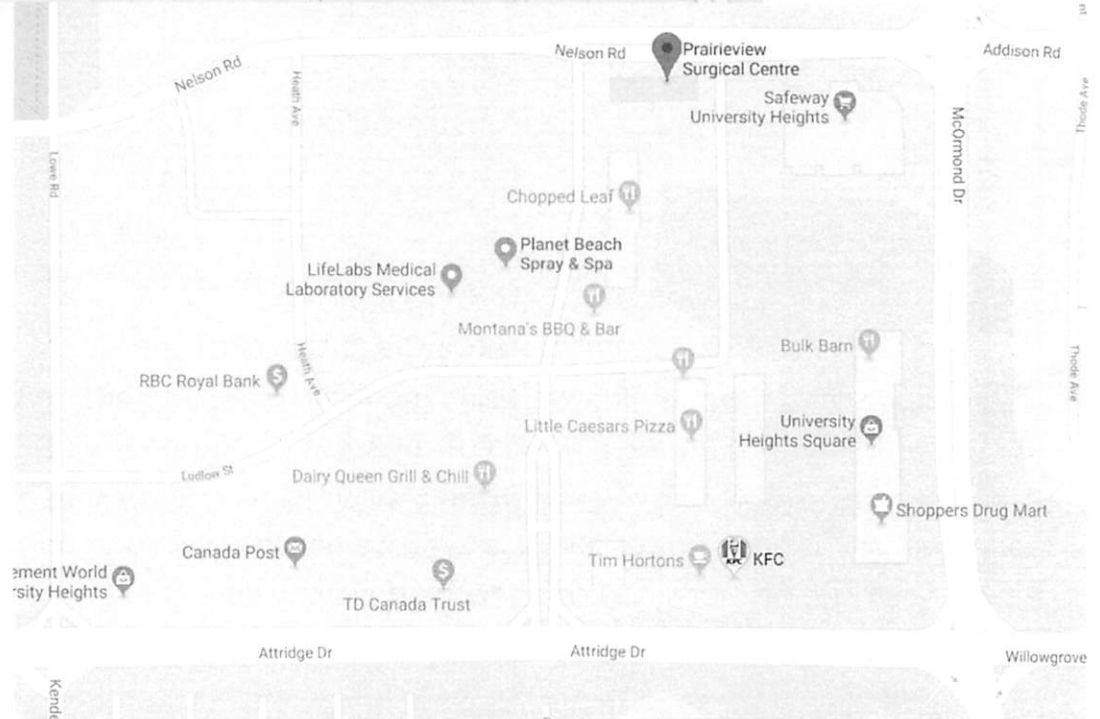 Nelson Rd
Prairieview
Surgical Centre
Addison Rd
Nelson Rd
Heath Ave
Safeway
University Heights
Thode Ave
McOrmond Dr
Lowe Rd
Chopped Leaf
Planet Beach
Spray & Spa
LifeLabs Medical
Laboratory Services
Montana's BBQ & Bar
Bulk Barn
Heath Ave
Thode Ave
RBC Royal Bank
Little Caesars Pizza
University
Heights Square
Ludlow St
Dairy Queen Grill & Chill
Shoppers Drug Mart
Canada Post
Tim Hortons
KFC
ement World
rsity Heights
TD Canada Trust
Attridge Dr
Attridge Dr
Willowgrove
Kende